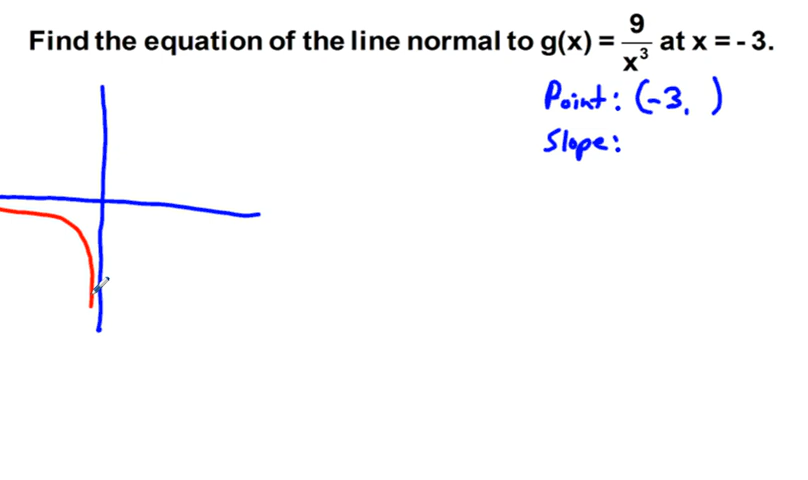 Find the equation of the line normal to g(x) = 9/x³ at x = - 3.
Point: (-3,  )
Slope: